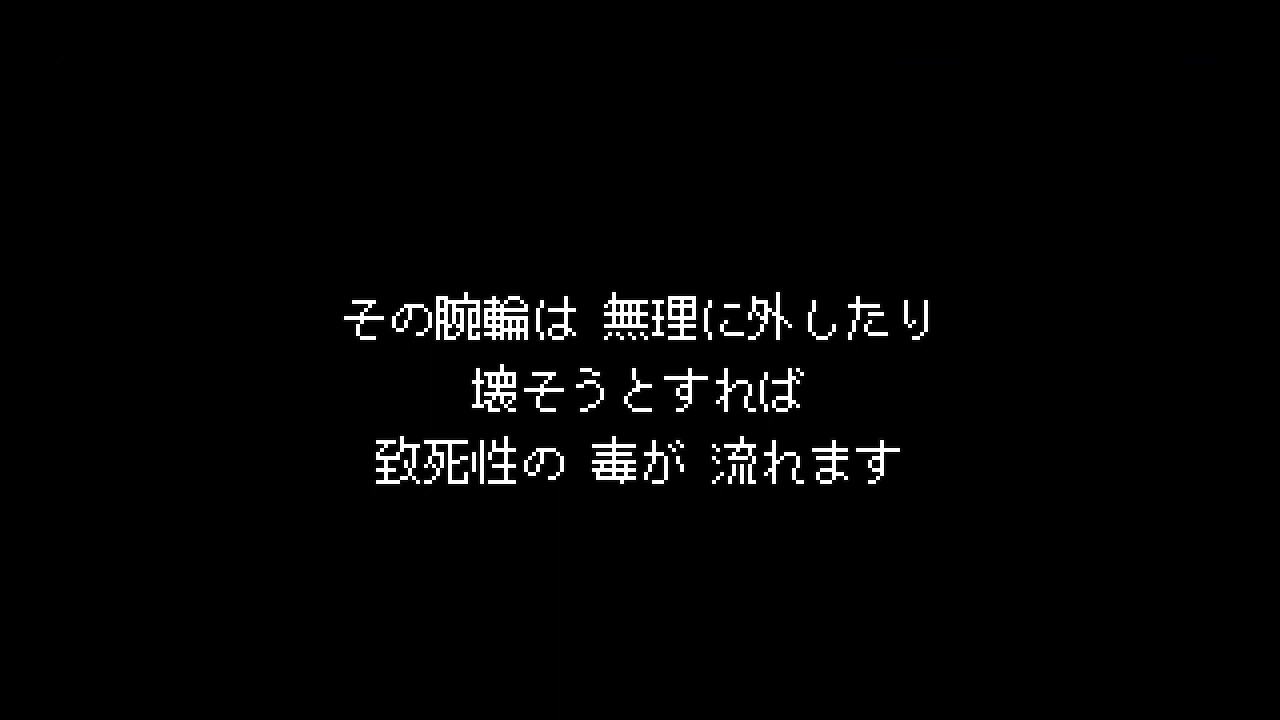 その腕輪は 無理に外したり
壊そうとすれば
致死性の 毒が 流れます